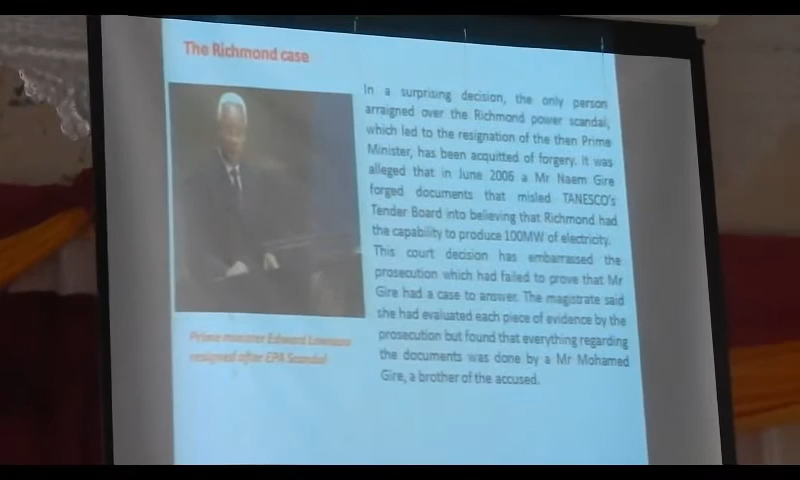 The Richmond case
In a surprising decision, the only person
arraigned over the Richmond power scandal,
which led to the resignation of the then Prime
Minister, has been acquitted of forgery. It was
alleged that in June 2006 a Mr Naem Gire
forged documents that misled TANESCO's
Tender Board into believing that Richmond had
the capability to produce 100MW of electricity.
This court decision has embarrassed the
prosecution which had failed to prove that Mr
Gire had a case to answer. The magistrate said
she had evaluated each piece of evidence by the
prosecution but found that everything regarding
the documents was done by a Mr Mohamed
Gire, a brother of the accused.
Prime minister Edward Lowassa
resigned after EPA Scandal